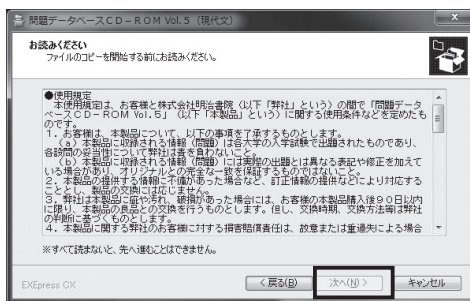 問題データベースCD－ROM Vol.5（現代文）
お読みください
ファイルのコピーを開始する前にお読みください。
●使用規定
本使用規定は、お客様と株式会社明治書院（以下「弊社」という）の間で「問題データ
ベースCD－ROM Vol.5」（以下「本製品」という）に関する使用条件などを定めたも
のです。
1．お客様は、本製品について、以下の事項を了承するものとします。
（a）本製品に収録される情報（問題）は各大学の入学試験で出題されたものであり、
各設問の妥当性について弊社は責を負わないこと。
（b）本製品に収録される情報（問題）には実際の出題とは異なる表記や修正を加えて
いる場合があり、オリジナルとの完全な一致を保証するものではないこと。
2．本製品の提供する情報に不備があった場合など、訂正情報の提供などにより対応する
こととし、製品の交換には応じません。
3．弊社は本製品に疵や汚れ、破損があった場合には、お客様の本製品購入後90日以内
に限り、本製品の良品との交換を行うものとします。但し、交換時期、交換方法等は弊社
の判断に基づくものとします。
4．本製品に関する弊社のお客様に対する損害賠償責任は、故意または重過失による場合
※すべて読まないと、先へ進むことはできません。
EXEpress CX
＜戻る(B)
次へ(N)＞
キャンセル